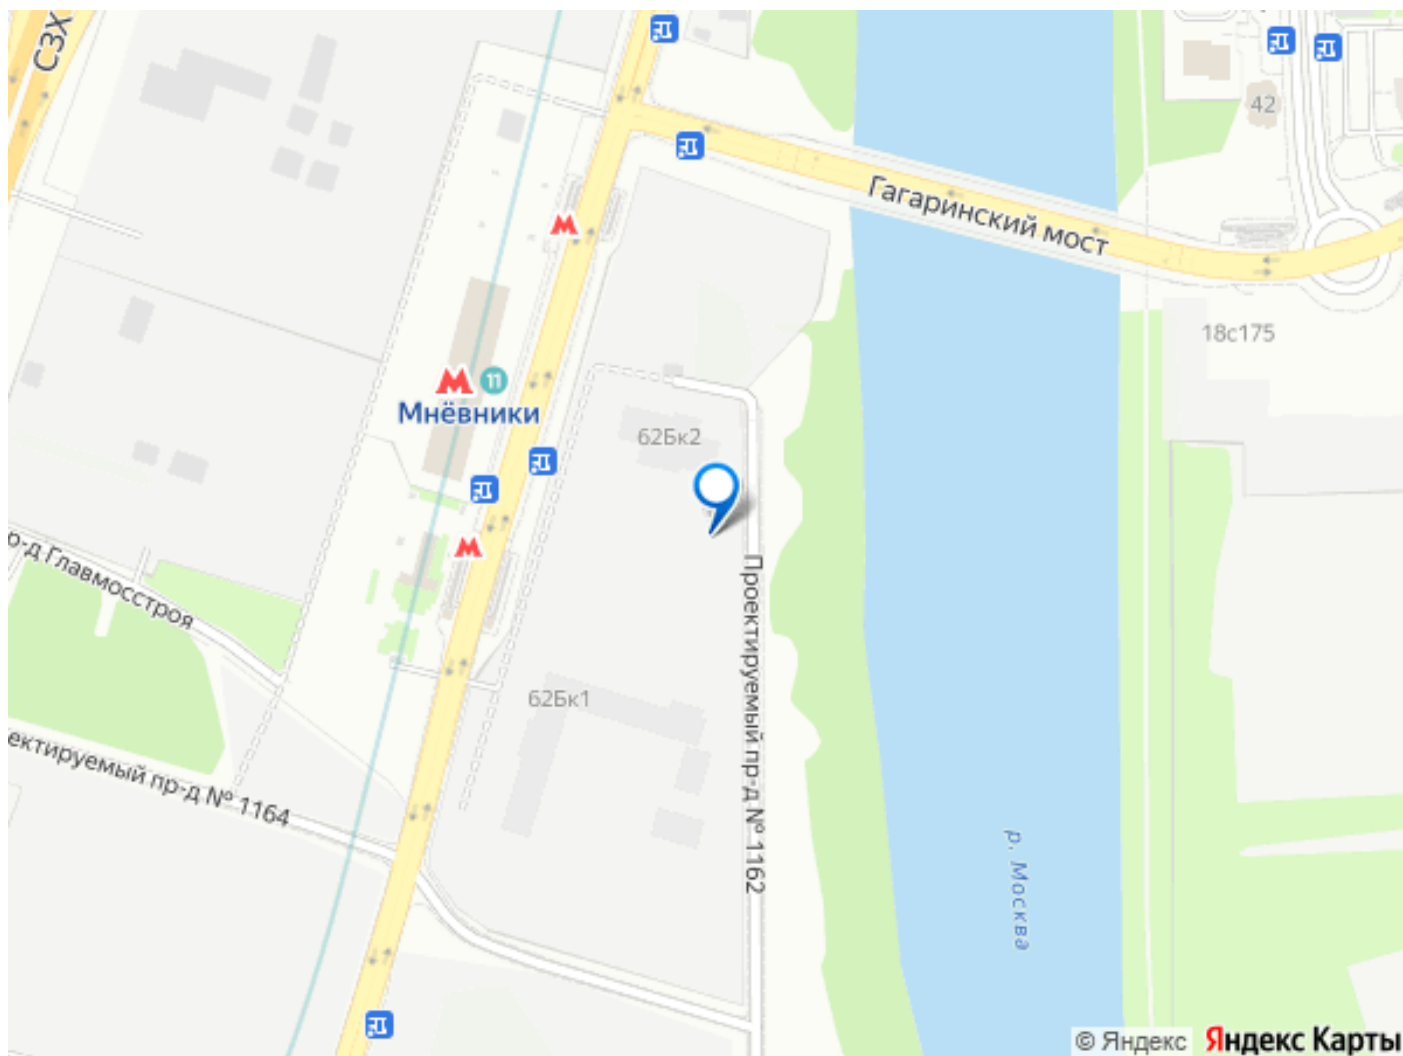 СЗХ
42
Гагаринский мост
18с175
11
Мнёвники
62Бк2
р-д Главмосстроя
Проектируемый пр-д № 1162
62Бк1
ектируемый пр-д № 1164
р. Москва
© Яндекс Яндекс Карты